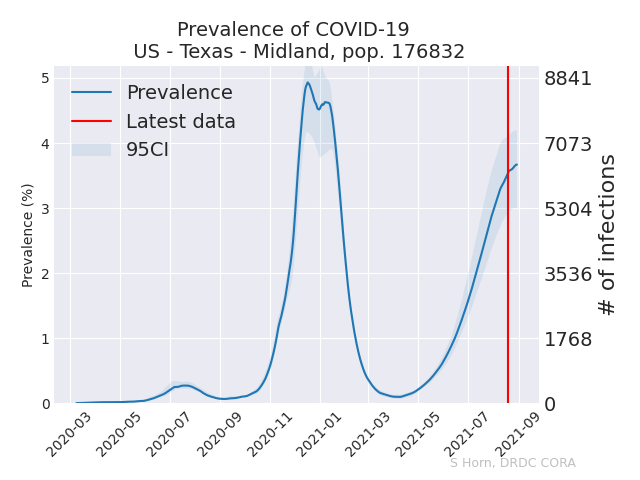 Prevalence of COVID-19
US - Texas - Midland, pop. 176832
Prevalence
Latest data
95CI
Prevalence (%)
5
4
3
2
1
0
8841
7073
5304
3536
1768
0
# of infections
2020-03
2020-05
2020-07
2020-09
2020-11
2021-01
2021-03
2021-05
2021-07
2021-09
S Horn, DRDC CORA